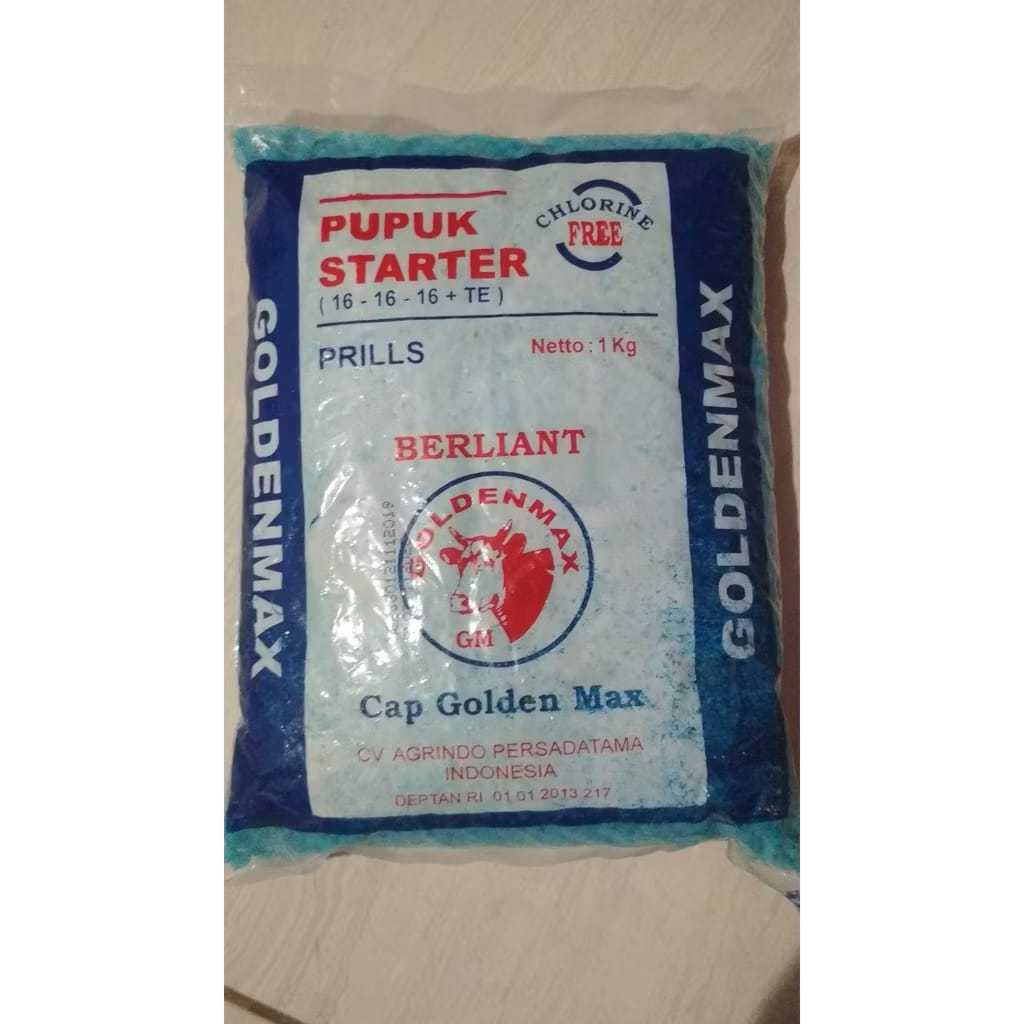 PUPUK
STARTER
( 16 - 16 - 16 + TE )
CHLORINE
FREE
PRILLS
Netto : 1 Kg
GOLDENMAX
GOLDENMAX
BERLIANT
GOLDENMAX
GM
Cap Golden Max
CV AGRINDO PERSADATAMA
INDONESIA
DEPTAN RI 01.01.2013.217